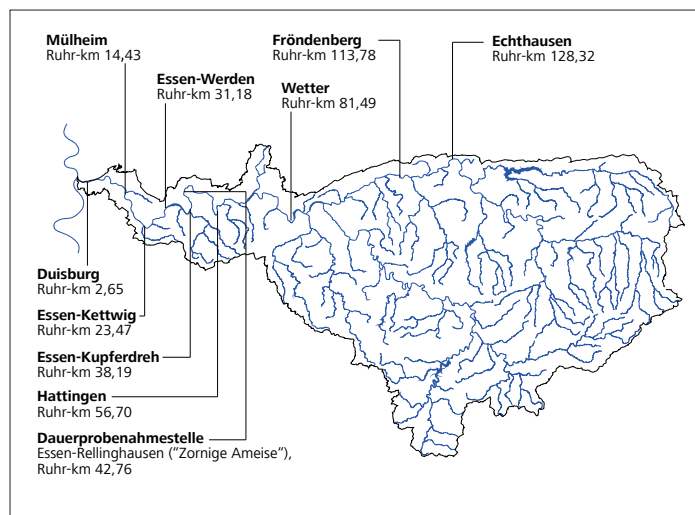 Mülheim
Ruhr-km 14,43
Essen-Werden
Ruhr-km 31,18
Wetter
Ruhr-km 81,49
Fröndenberg
Ruhr-km 113,78
Echthausen
Ruhr-km 128,32
Duisburg
Ruhr-km 2,65
Essen-Kettwig
Ruhr-km 23,47
Essen-Kupferdreh
Ruhr-km 38,19
Hattingen
Ruhr-km 56,70
Dauerprobenahmestelle
Essen-Rellinghausen ("Zornige Ameise"),
Ruhr-km 42,76